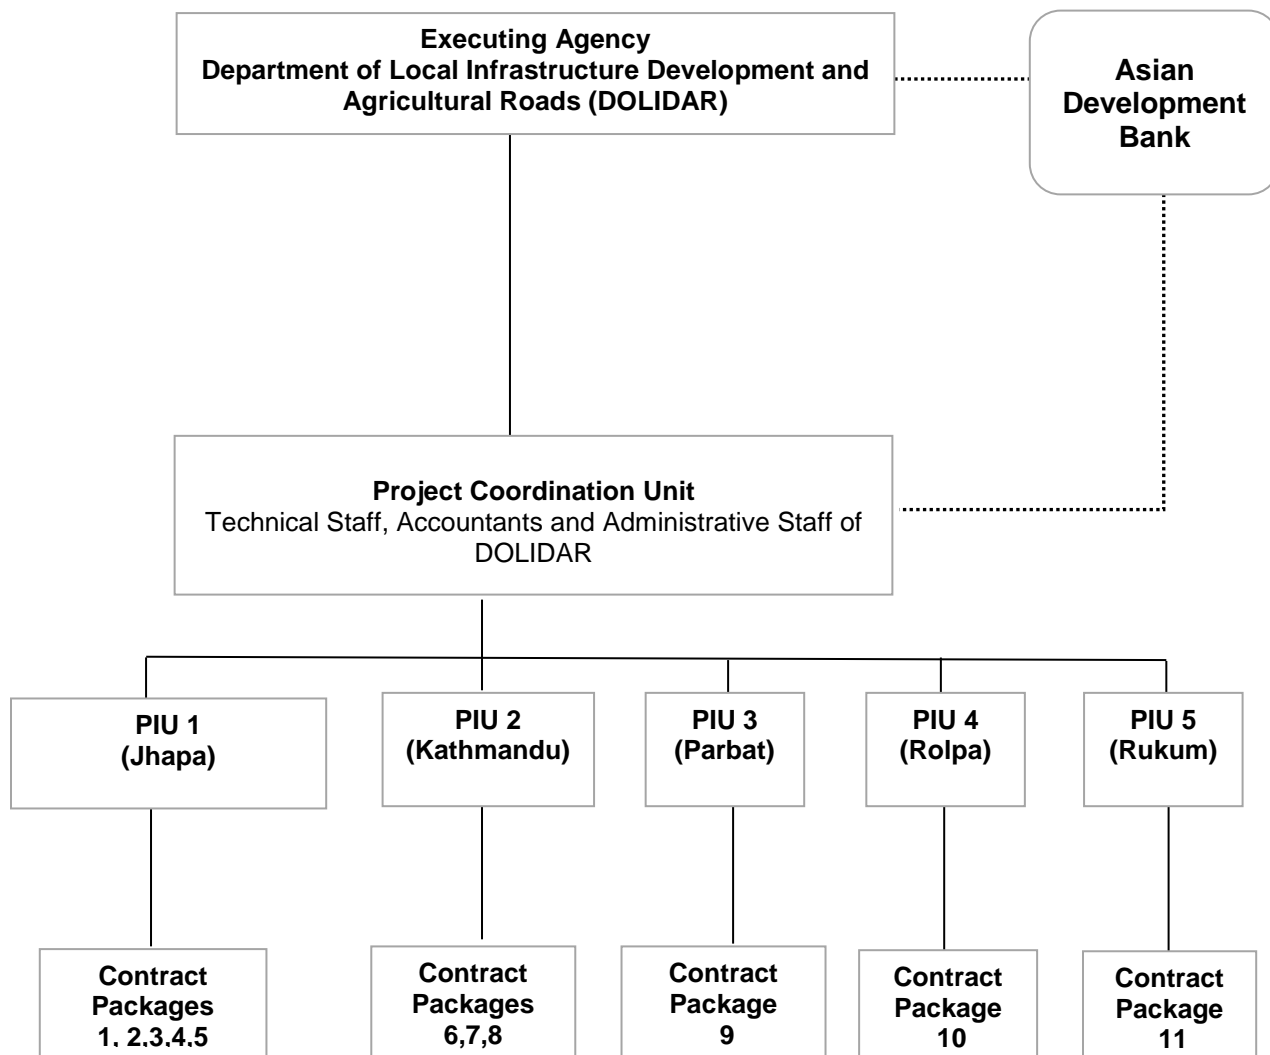 Executing Agency
Department of Local Infrastructure Development and
Agricultural Roads (DOLIDAR)
Asian
Development
Bank
Project Coordination Unit
Technical Staff, Accountants and Administrative Staff of
DOLIDAR
PIU 1
(Jhapa)
PIU 2
(Kathmandu)
PIU 3
(Parbat)
PIU 4
(Rolpa)
PIU 5
(Rukum)
Contract
Packages
1, 2,3,4,5
Contract
Packages
6,7,8
Contract
Package
9
Contract
Package
10
Contract
Package
11